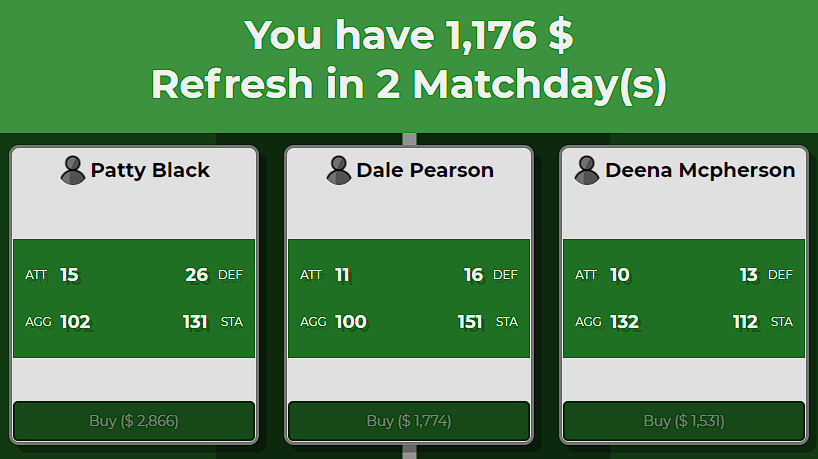 You have 1,176 $
Refresh in 2 Matchday(s)
Patty Black
ATT 15 26 DEF
AGG 102 131 STA
Buy ($ 2,866)
Dale Pearson
ATT 11 16 DEF
AGG 100 151 STA
Buy ($ 1,774)
Deena Mcpherson
ATT 10 13 DEF
AGG 132 112 STA
Buy ($ 1,531)